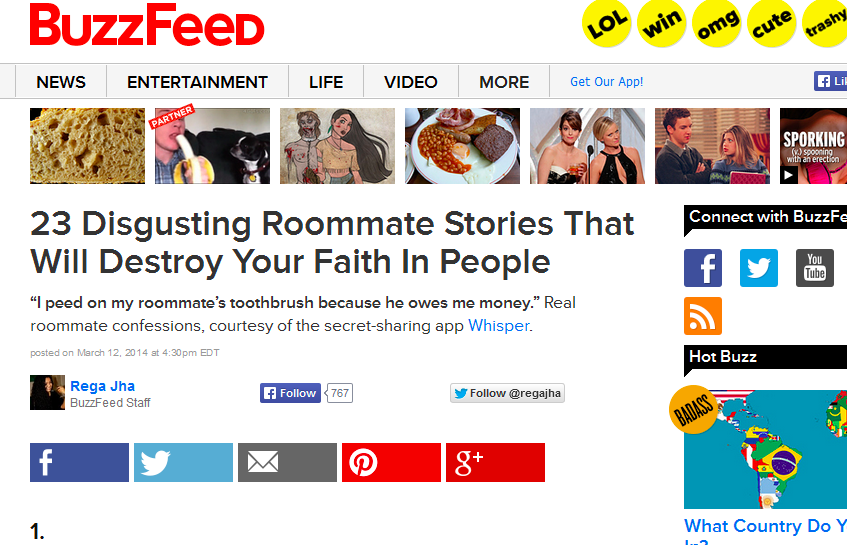 BuzzFeed
LOL
win
omg
cute
trashy
NEWS
ENTERTAINMENT
LIFE
VIDEO
MORE
Get Our App!
Lik
PARTNER
SPORKING
(v.) spooning
with an erection
23 Disgusting Roommate Stories That
Will Destroy Your Faith In People
“I peed on my roommate’s toothbrush because he owes me money.” Real
roommate confessions, courtesy of the secret-sharing app Whisper.
posted on March 12, 2014 at 4:30pm EDT
Rega Jha
BuzzFeed Staff
Follow
767
Follow @regajha
f
g+
1.
Connect with BuzzFe
f
You
Tube
Hot Buzz
BADASS
What Country Do Y
In?